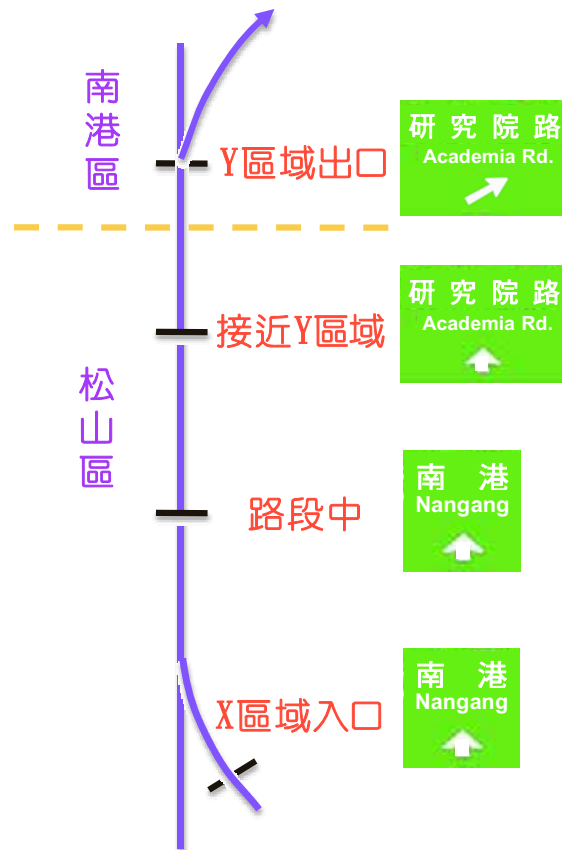 南港區
Y區域出口
研究院路
Academia Rd.
接近Y區域
研究院路
Academia Rd.
松山區
路段中
南港
Nangang
X區域入口
南港
Nangang